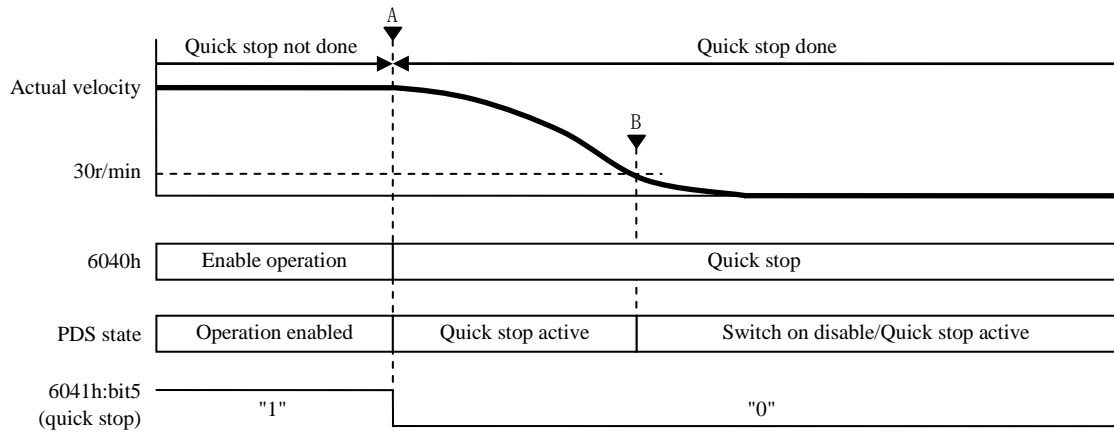 A
Quick stop not done
Quick stop done
Actual velocity
B
30r/min
6040h
Enable operation
Quick stop
PDS state
Operation enabled
Quick stop active
Switch on disable/Quick stop active
6041h:bit5
(quick stop)
"1"
"0"